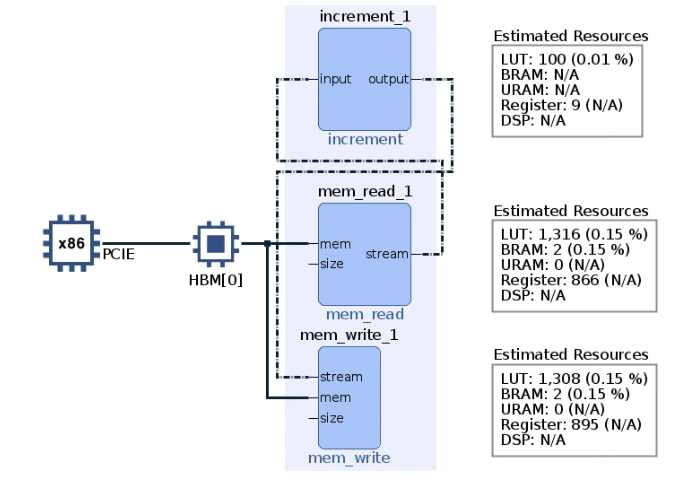 increment_1
input
output
increment
Estimated Resources
LUT: 100 (0.01 %)
BRAM: N/A
URAM: N/A
Register: 9 (N/A)
DSP: N/A
x86
PCIE
HBM[0]
mem_read_1
mem
size
stream
mem_read
Estimated Resources
LUT: 1,316 (0.15 %)
BRAM: 2 (0.15 %)
URAM: 0 (N/A)
Register: 866 (N/A)
DSP: N/A
mem_write_1
stream
mem
size
mem_write
Estimated Resources
LUT: 1,308 (0.15 %)
BRAM: 2 (0.15 %)
URAM: 0 (N/A)
Register: 895 (N/A)
DSP: N/A